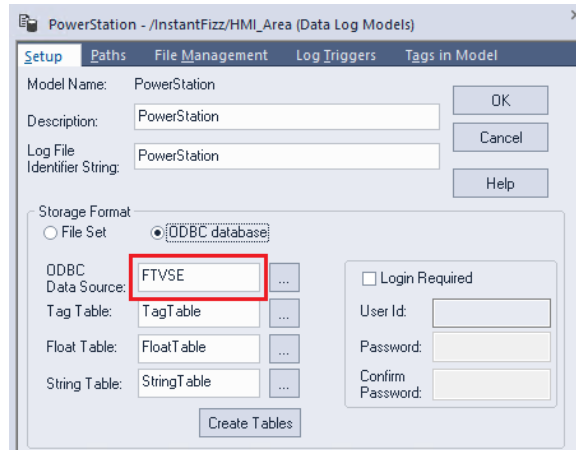 PowerStation - /InstantFizz/HMI_Area (Data Log Models)
Setup Paths File Management Log Triggers Tags in Model
Model Name: PowerStation
OK
Description: PowerStation
Cancel
Log File
Identifier String: PowerStation
Help
Storage Format
File Set ODBC database
ODBC
Data Source: FTVSE ...
Login Required
Tag Table: TagTable ...
User Id:
Float Table: FloatTable ...
Password:
String Table: StringTable ...
Confirm
Password:
Create Tables